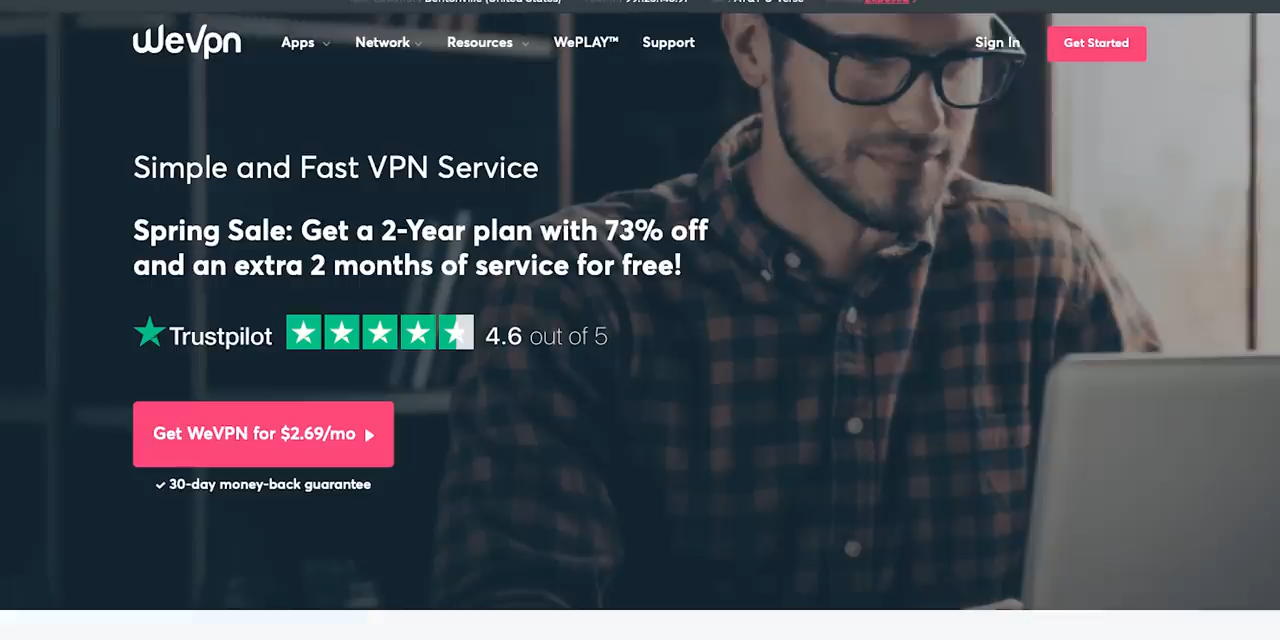 WeVpn
Apps
Network
Resources
WePLAY™
Support
Sign In
Get Started
Simple and Fast VPN Service
Spring Sale: Get a 2-Year plan with 73% off
and an extra 2 months of service for free!
Trustpilot
4.6 out of 5
Get WeVPN for $2.69/mo
30-day money-back guarantee